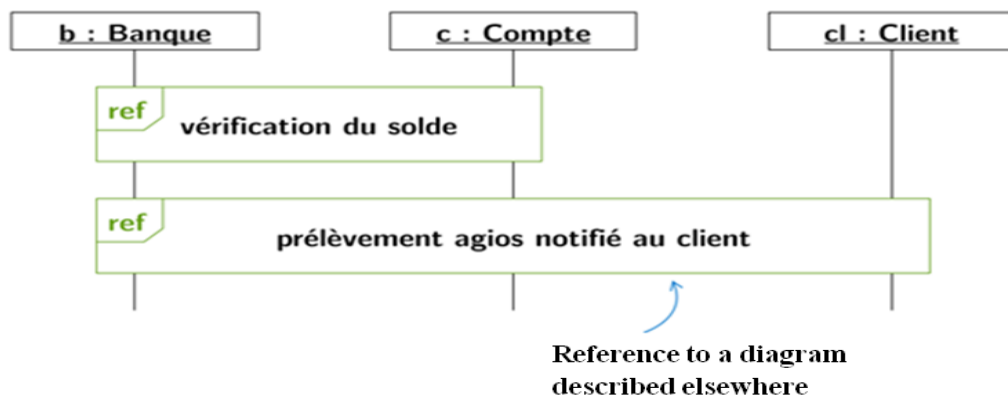 b : Banque
c : Compte
cl : Client
ref
vérification du solde
ref
prélèvement agios notifié au client
Reference to a diagram
described elsewhere